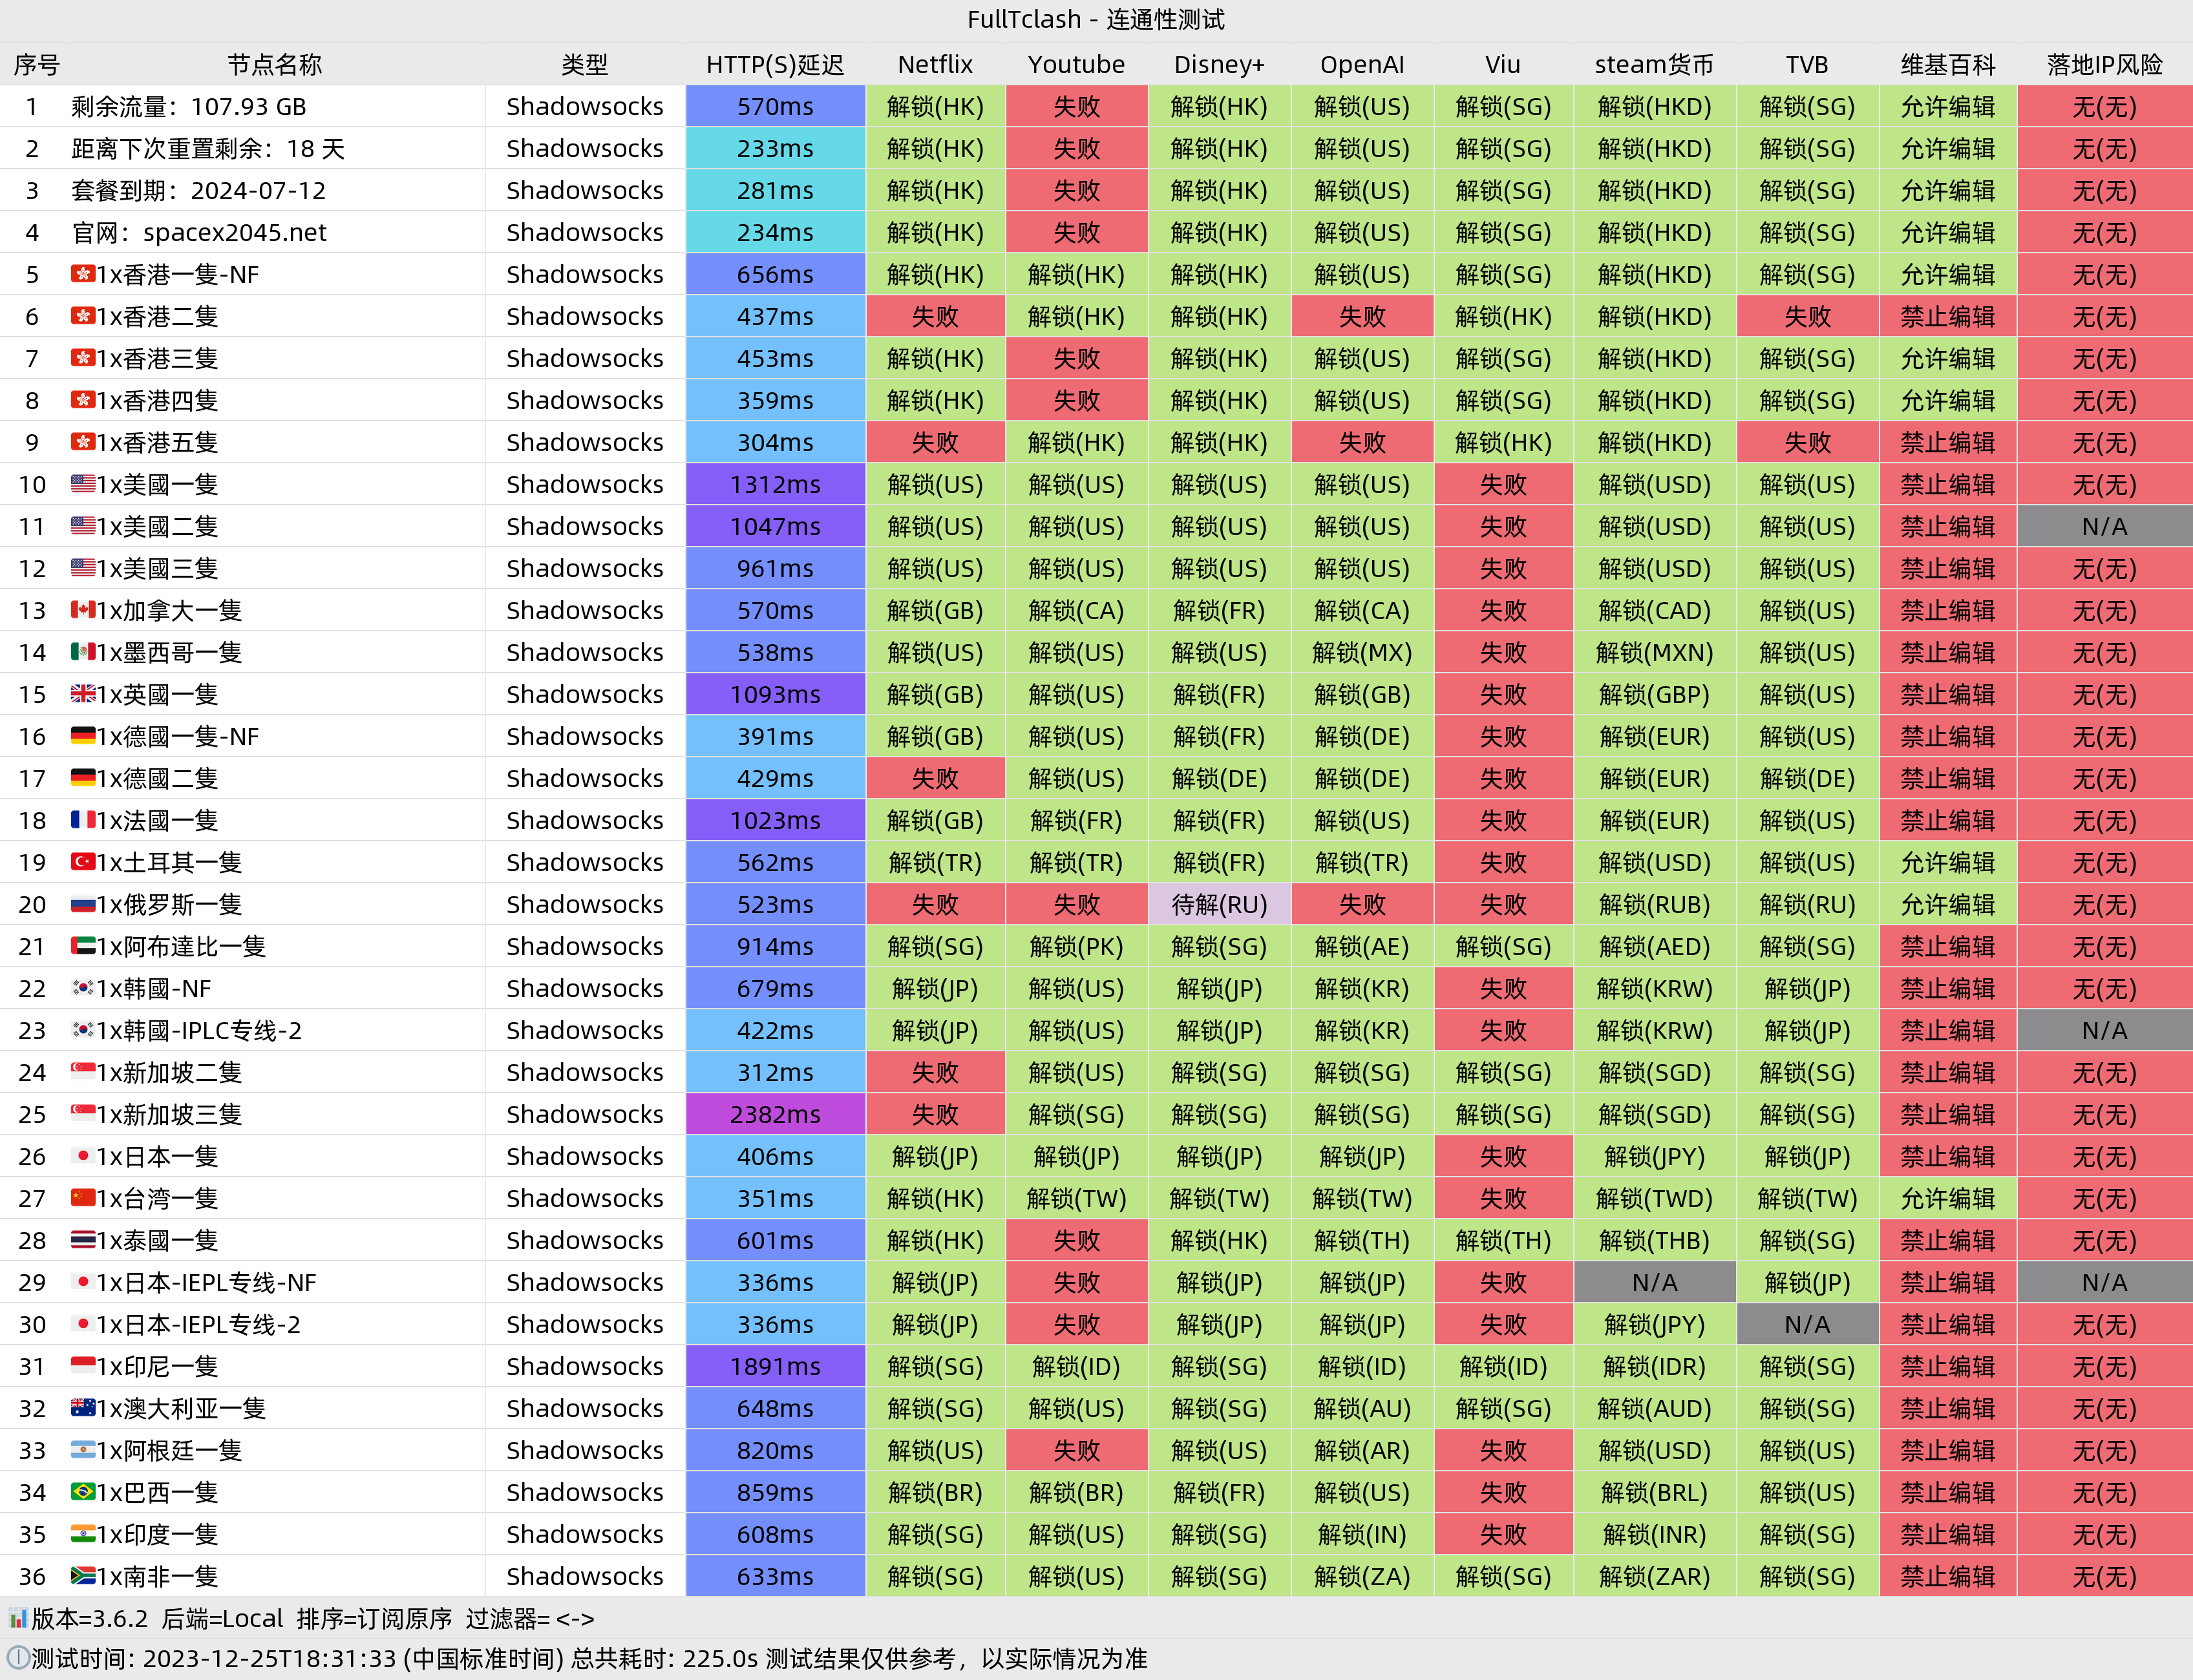 FullTclash - 连通性测试
序号 节点名称 类型 HTTP(S)延迟 Netflix Youtube Disney+ OpenAI Viu steam货币 TVB 维基百科 落地IP风险
1 剩余流量：107.93 GB Shadowsocks 570ms 解锁(HK) 失败 解锁(HK) 解锁(US) 解锁(SG) 解锁(HKD) 解锁(SG) 允许编辑 无(无)
2 距离下次重置剩余：18 天 Shadowsocks 233ms 解锁(HK) 失败 解锁(HK) 解锁(US) 解锁(SG) 解锁(HKD) 解锁(SG) 允许编辑 无(无)
3 套餐到期：2024-07-12 Shadowsocks 281ms 解锁(HK) 失败 解锁(HK) 解锁(US) 解锁(SG) 解锁(HKD) 解锁(SG) 允许编辑 无(无)
4 官网：spacex2045.net Shadowsocks 234ms 解锁(HK) 失败 解锁(HK) 解锁(US) 解锁(SG) 解锁(HKD) 解锁(SG) 允许编辑 无(无)
5 1x香港一隻-NF Shadowsocks 656ms 解锁(HK) 解锁(HK) 解锁(HK) 解锁(US) 解锁(SG) 解锁(HKD) 解锁(SG) 允许编辑 无(无)
6 1x香港二隻 Shadowsocks 437ms 失败 解锁(HK) 解锁(HK) 失败 解锁(HK) 解锁(HKD) 失败 禁止编辑 无(无)
7 1x香港三隻 Shadowsocks 453ms 解锁(HK) 失败 解锁(HK) 解锁(US) 解锁(SG) 解锁(HKD) 解锁(SG) 允许编辑 无(无)
8 1x香港四隻 Shadowsocks 359ms 解锁(HK) 失败 解锁(HK) 解锁(US) 解锁(SG) 解锁(HKD) 解锁(SG) 允许编辑 无(无)
9 1x香港五隻 Shadowsocks 304ms 失败 解锁(HK) 解锁(HK) 失败 解锁(HK) 解锁(HKD) 失败 禁止编辑 无(无)
10 1x美國一隻 Shadowsocks 1312ms 解锁(US) 解锁(US) 解锁(US) 解锁(US) 失败 解锁(USD) 解锁(US) 禁止编辑 无(无)
11 1x美國二隻 Shadowsocks 1047ms 解锁(US) 解锁(US) 解锁(US) 解锁(US) 失败 解锁(USD) 解锁(US) 禁止编辑 N/A
12 1x美國三隻 Shadowsocks 961ms 解锁(US) 解锁(US) 解锁(US) 解锁(US) 失败 解锁(USD) 解锁(US) 禁止编辑 无(无)
13 1x加拿大一隻 Shadowsocks 570ms 解锁(GB) 解锁(CA) 解锁(FR) 解锁(CA) 失败 解锁(CAD) 解锁(US) 禁止编辑 无(无)
14 1x墨西哥一隻 Shadowsocks 538ms 解锁(US) 解锁(US) 解锁(US) 解锁(MX) 失败 解锁(MXN) 解锁(US) 禁止编辑 无(无)
15 1x英國一隻 Shadowsocks 1093ms 解锁(GB) 解锁(US) 解锁(FR) 解锁(GB) 失败 解锁(GBP) 解锁(US) 禁止编辑 无(无)
16 1x德國一隻-NF Shadowsocks 391ms 解锁(GB) 解锁(US) 解锁(FR) 解锁(DE) 失败 解锁(EUR) 解锁(US) 禁止编辑 无(无)
17 1x德國二隻 Shadowsocks 429ms 失败 解锁(US) 解锁(DE) 解锁(DE) 失败 解锁(EUR) 解锁(DE) 禁止编辑 无(无)
18 1x法國一隻 Shadowsocks 1023ms 解锁(GB) 解锁(FR) 解锁(FR) 解锁(US) 失败 解锁(EUR) 解锁(US) 禁止编辑 无(无)
19 1x土耳其一隻 Shadowsocks 562ms 解锁(TR) 解锁(TR) 解锁(FR) 解锁(TR) 失败 解锁(USD) 解锁(US) 允许编辑 无(无)
20 1x俄罗斯一隻 Shadowsocks 523ms 失败 失败 待解(RU) 失败 失败 解锁(RUB) 解锁(RU) 允许编辑 无(无)
21 1x阿布達比一隻 Shadowsocks 914ms 解锁(SG) 解锁(PK) 解锁(SG) 解锁(AE) 解锁(SG) 解锁(AED) 解锁(SG) 禁止编辑 无(无)
22 1x韩國-NF Shadowsocks 679ms 解锁(JP) 解锁(US) 解锁(JP) 解锁(KR) 失败 解锁(KRW) 解锁(JP) 禁止编辑 无(无)
23 1x韩國-IPLC专线-2 Shadowsocks 422ms 解锁(JP) 解锁(US) 解锁(JP) 解锁(KR) 失败 解锁(KRW) 解锁(JP) 禁止编辑 N/A
24 1x新加坡二隻 Shadowsocks 312ms 失败 解锁(US) 解锁(SG) 解锁(SG) 解锁(SG) 解锁(SGD) 解锁(SG) 禁止编辑 无(无)
25 1x新加坡三隻 Shadowsocks 2382ms 失败 解锁(SG) 解锁(SG) 解锁(SG) 解锁(SG) 解锁(SGD) 解锁(SG) 禁止编辑 无(无)
26 1x日本一隻 Shadowsocks 406ms 解锁(JP) 解锁(JP) 解锁(JP) 解锁(JP) 失败 解锁(JPY) 解锁(JP) 禁止编辑 无(无)
27 1x台湾一隻 Shadowsocks 351ms 解锁(HK) 解锁(TW) 解锁(TW) 解锁(TW) 失败 解锁(TWD) 解锁(TW) 允许编辑 无(无)
28 1x泰國一隻 Shadowsocks 601ms 解锁(HK) 失败 解锁(HK) 解锁(TH) 解锁(TH) 解锁(THB) 解锁(SG) 禁止编辑 无(无)
29 1x日本-IEPL专线-NF Shadowsocks 336ms 解锁(JP) 失败 解锁(JP) 解锁(JP) 失败 N/A 解锁(JP) 禁止编辑 N/A
30 1x日本-IEPL专线-2 Shadowsocks 336ms 解锁(JP) 失败 解锁(JP) 解锁(JP) 失败 解锁(JPY) N/A 禁止编辑 无(无)
31 1x印尼一隻 Shadowsocks 1891ms 解锁(SG) 解锁(ID) 解锁(SG) 解锁(ID) 解锁(ID) 解锁(IDR) 解锁(SG) 禁止编辑 无(无)
32 1x澳大利亚一隻 Shadowsocks 648ms 解锁(SG) 解锁(US) 解锁(SG) 解锁(AU) 解锁(SG) 解锁(AUD) 解锁(SG) 禁止编辑 无(无)
33 1x阿根廷一隻 Shadowsocks 820ms 解锁(US) 失败 解锁(US) 解锁(AR) 失败 解锁(USD) 解锁(US) 禁止编辑 无(无)
34 1x巴西一隻 Shadowsocks 859ms 解锁(BR) 解锁(BR) 解锁(FR) 解锁(US) 失败 解锁(BRL) 解锁(US) 禁止编辑 无(无)
35 1x印度一隻 Shadowsocks 608ms 解锁(SG) 解锁(US) 解锁(SG) 解锁(IN) 失败 解锁(INR) 解锁(SG) 禁止编辑 无(无)
36 1x南非一隻 Shadowsocks 633ms 解锁(SG) 解锁(US) 解锁(SG) 解锁(ZA) 解锁(SG) 解锁(ZAR) 解锁(SG) 禁止编辑 无(无)
版本=3.6.2 后端=Local 排序=订阅原序 过滤器= <->
测试时间: 2023-12-25T18:31:33 (中国标准时间) 总共耗时: 225.0s 测试结果仅供参考，以实际情况为准